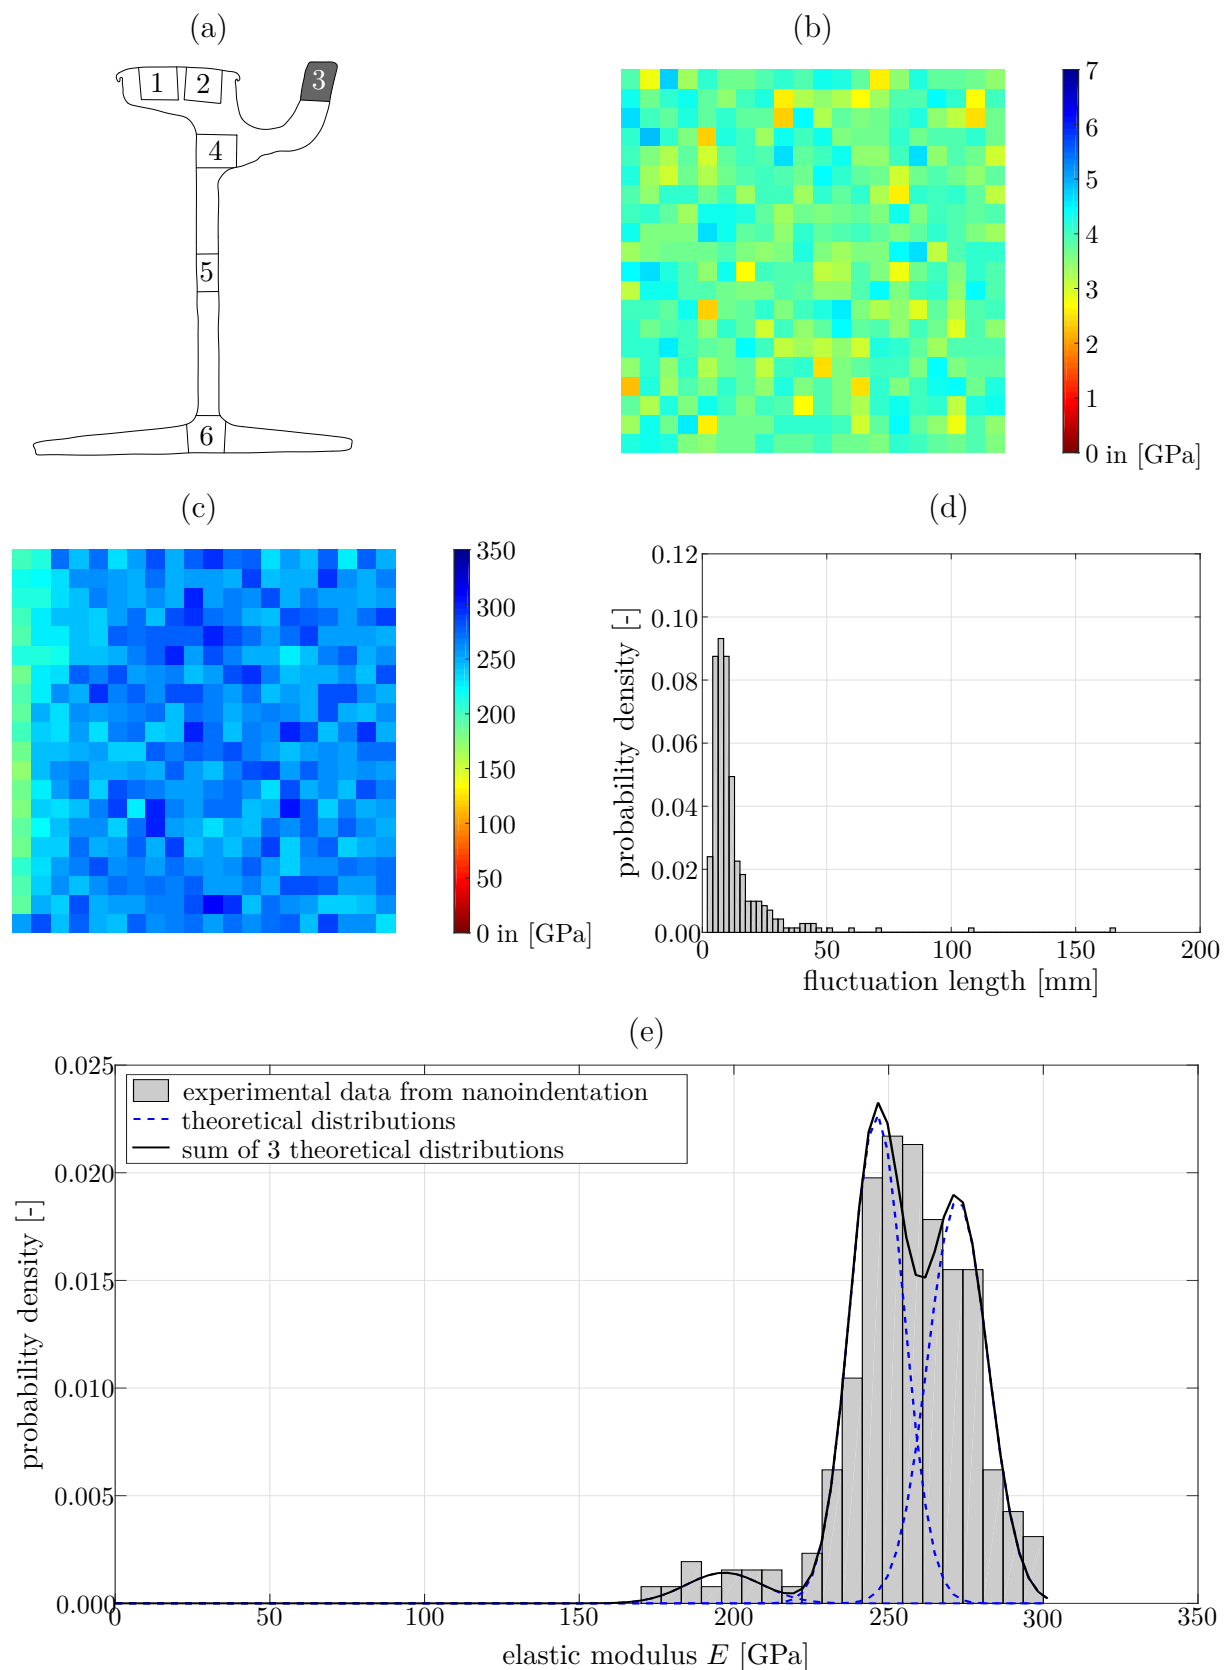 (a)
1 2 3
4
5
6
(b)
7
6
5
4
3
2
1
0 in [GPa]
(c)
350
300
250
200
150
100
50
0 in [GPa]
(d)
probability density [-]
0.12
0.10
0.08
0.06
0.04
0.02
0.00
0 50 100 150 200
fluctuation length [mm]
(e)
probability density [-]
0.025
0.020
0.015
0.010
0.005
0.000
experimental data from nanoindentation
theoretical distributions
sum of 3 theoretical distributions
0 50 100 150 200 250 300 350
elastic modulus E [GPa]